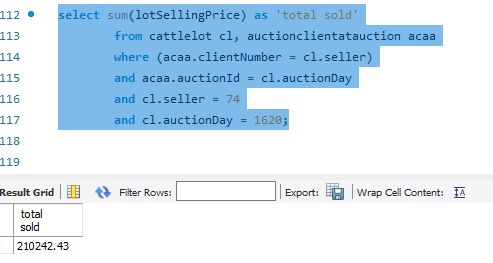 112 select sum(lotSellingPrice) as 'total sold'
113 from cattlelot cl, auctionclientatauction acaa
114 where (acaa.clientNumber = cl.seller)
115 and acaa.auctionId = cl.auctionDay
116 and cl.seller = 74
117 and cl.auctionDay = 1620;
118
119
Result Grid Filter Rows: Export: Wrap Cell Content: IA
total
sold
210242.43